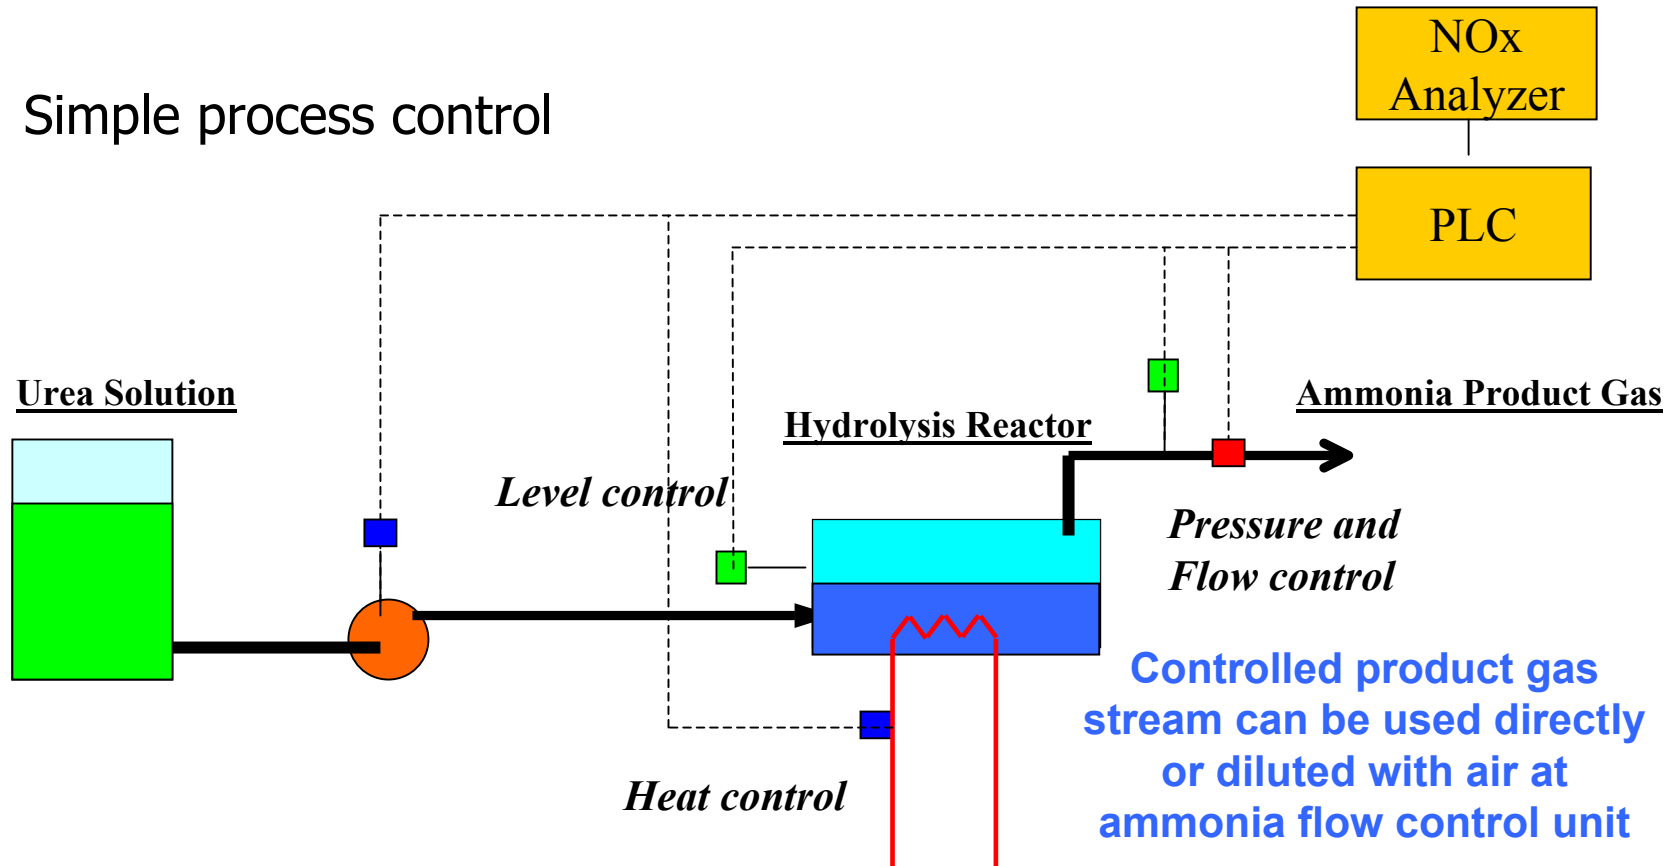 NOx
Analyzer
Simple process control
PLC
Urea Solution
Ammonia Product Gas
Hydrolysis Reactor
Level control
Pressure and
Flow control
Heat control
Controlled product gas
stream can be used directly
or diluted with air at
ammonia flow control unit